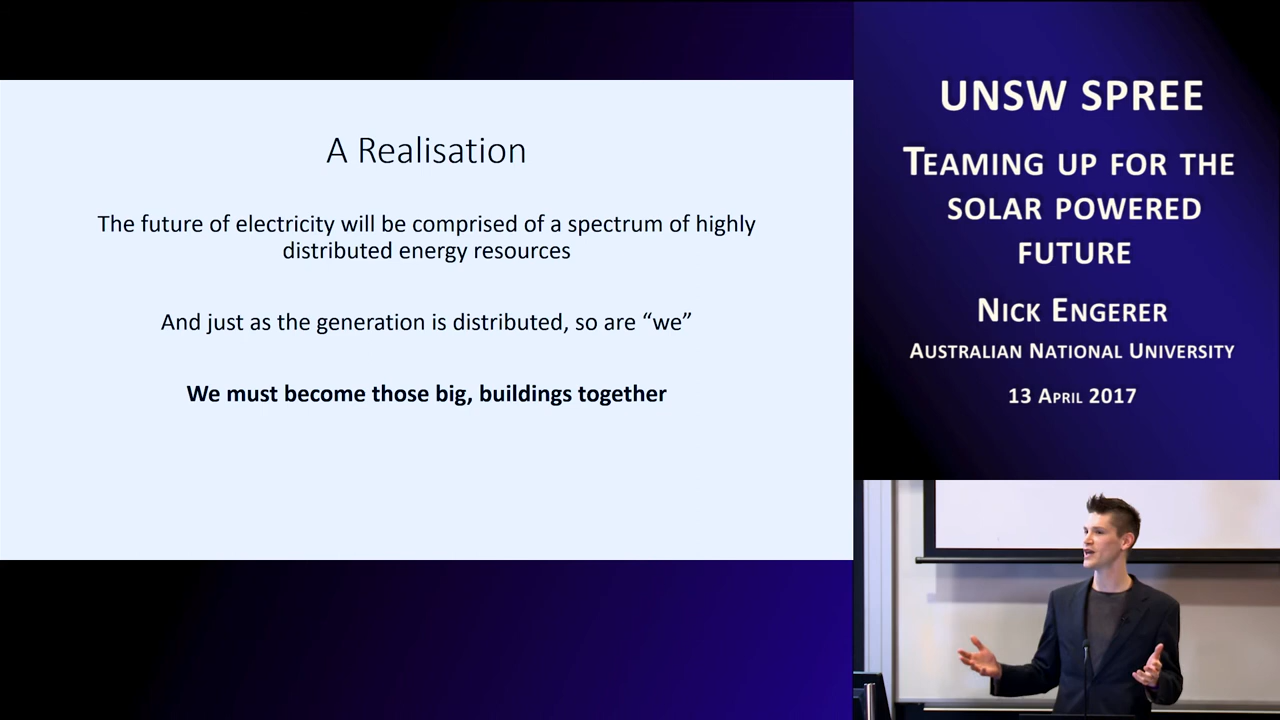 A Realisation
The future of electricity will be comprised of a spectrum of highly
distributed energy resources
And just as the generation is distributed, so are “we”
We must become those big, buildings together
UNSW SPREE
TEAMING UP FOR THE
SOLAR POWERED
FUTURE
NICK ENGERER
AUSTRALIAN NATIONAL UNIVERSITY
13 APRIL 2017